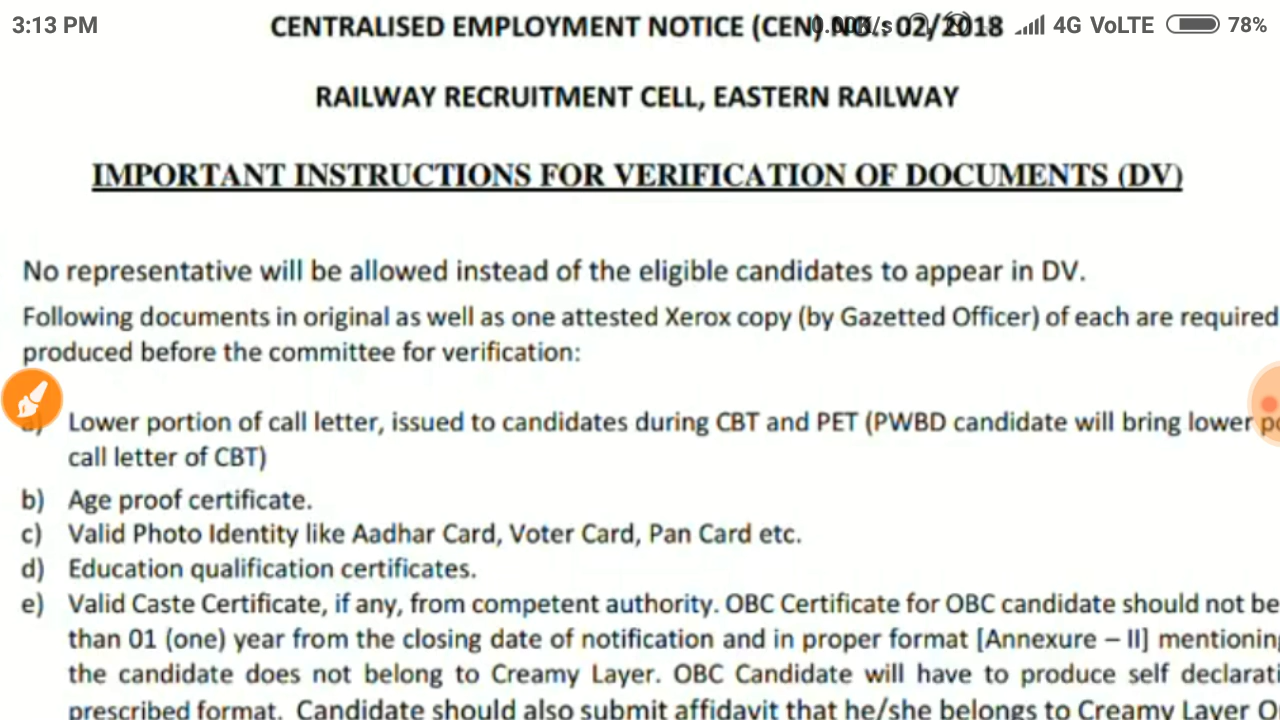 3:13 PM
CENTRALISED EMPLOYMENT NOTICE (CEN) NO.: 02/2018
4G VoLTE 78%
RAILWAY RECRUITMENT CELL, EASTERN RAILWAY
IMPORTANT INSTRUCTIONS FOR VERIFICATION OF DOCUMENTS (DV)
No representative will be allowed instead of the eligible candidates to appear in DV.
Following documents in original as well as one attested Xerox copy (by Gazetted Officer) of each are required
produced before the committee for verification:
Lower portion of call letter, issued to candidates during CBT and PET (PWBD candidate will bring lower
call letter of CBT)
b) Age proof certificate.
c) Valid Photo Identity like Aadhar Card, Voter Card, Pan Card etc.
d) Education qualification certificates.
e) Valid Caste Certificate, if any, from competent authority. OBC Certificate for OBC candidate should not be
than 01 (one) year from the closing date of notification and in proper format [Annexure – II] mentioning
the candidate does not belong to Creamy Layer. OBC Candidate will have to produce self declarati
prescribed format. Candidate should also submit affidavit that he/she belongs to Creamy Layer O